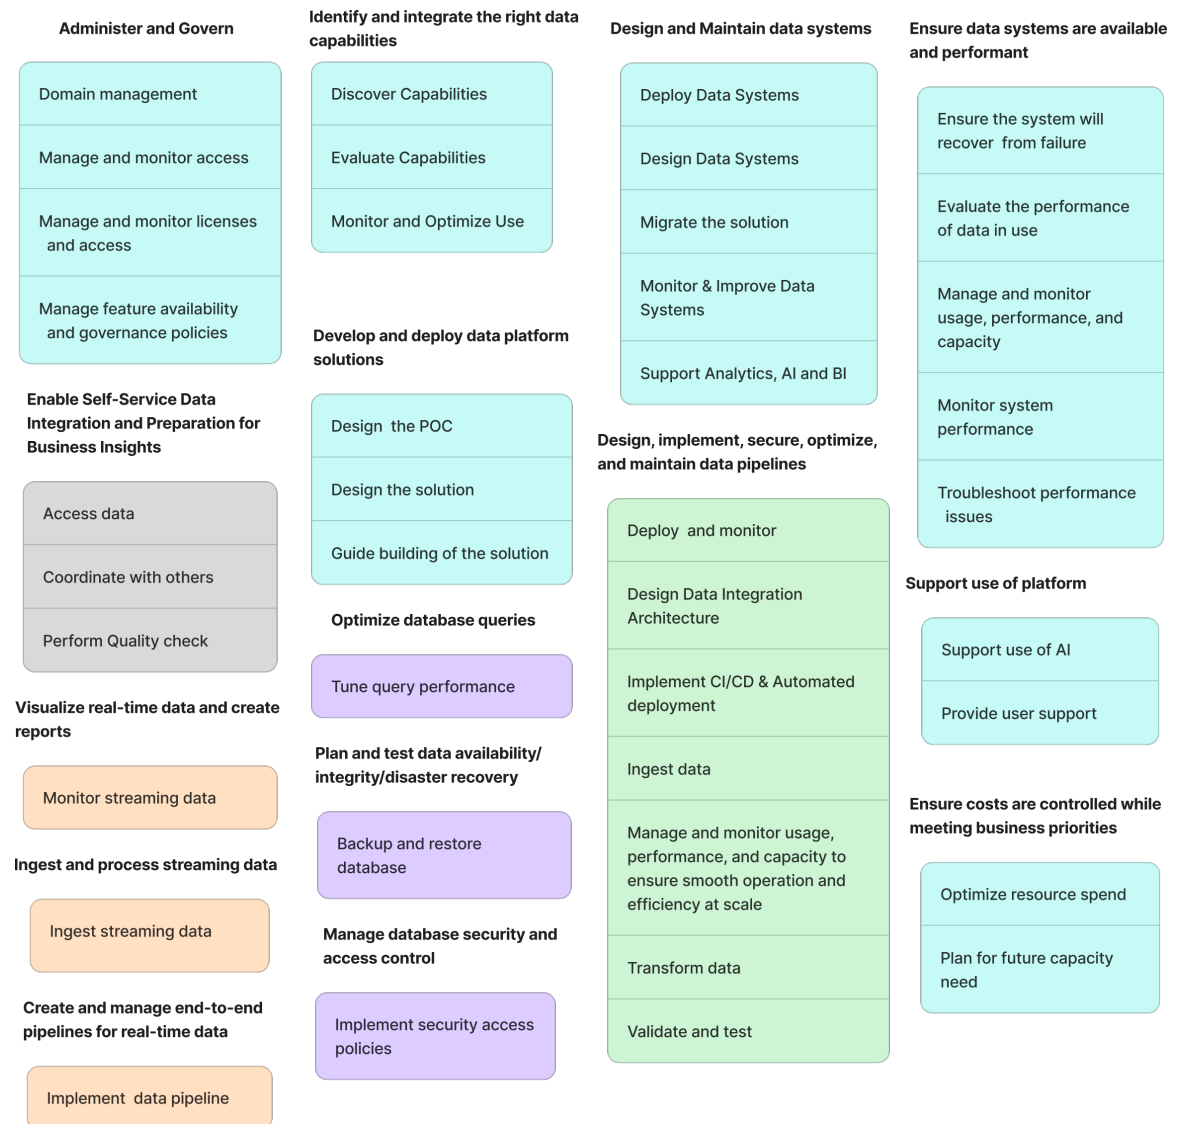 Administer and Govern
Domain management
Manage and monitor access
Manage and monitor licenses
and access
Manage feature availability
and governance policies
Enable Self-Service Data
Integration and Preparation for
Business Insights
Access data
Coordinate with others
Perform Quality check
Visualize real-time data and create
reports
Monitor streaming data
Ingest and process streaming data
Ingest streaming data
Create and manage end-to-end
pipelines for real-time data
Implement data pipeline
Identify and integrate the right data
capabilities
Discover Capabilities
Evaluate Capabilities
Monitor and Optimize Use
Develop and deploy data platform
solutions
Design the POC
Design the solution
Guide building of the solution
Optimize database queries
Tune query performance
Plan and test data availability/
integrity/disaster recovery
Backup and restore
database
Manage database security and
access control
Implement security access
policies
Design and Maintain data systems
Deploy Data Systems
Design Data Systems
Migrate the solution
Monitor & Improve Data
Systems
Support Analytics, AI and BI
Design, implement, secure, optimize,
and maintain data pipelines
Deploy and monitor
Design Data Integration
Architecture
Implement CI/CD & Automated
deployment
Ingest data
Manage and monitor usage,
performance, and capacity to
ensure smooth operation and
efficiency at scale
Transform data
Validate and test
Ensure data systems are available
and performant
Ensure the system will
recover from failure
Evaluate the performance
of data in use
Manage and monitor
usage, performance, and
capacity
Monitor system
performance
Troubleshoot performance
issues
Support use of platform
Support use of AI
Provide user support
Ensure costs are controlled while
meeting business priorities
Optimize resource spend
Plan for future capacity
need